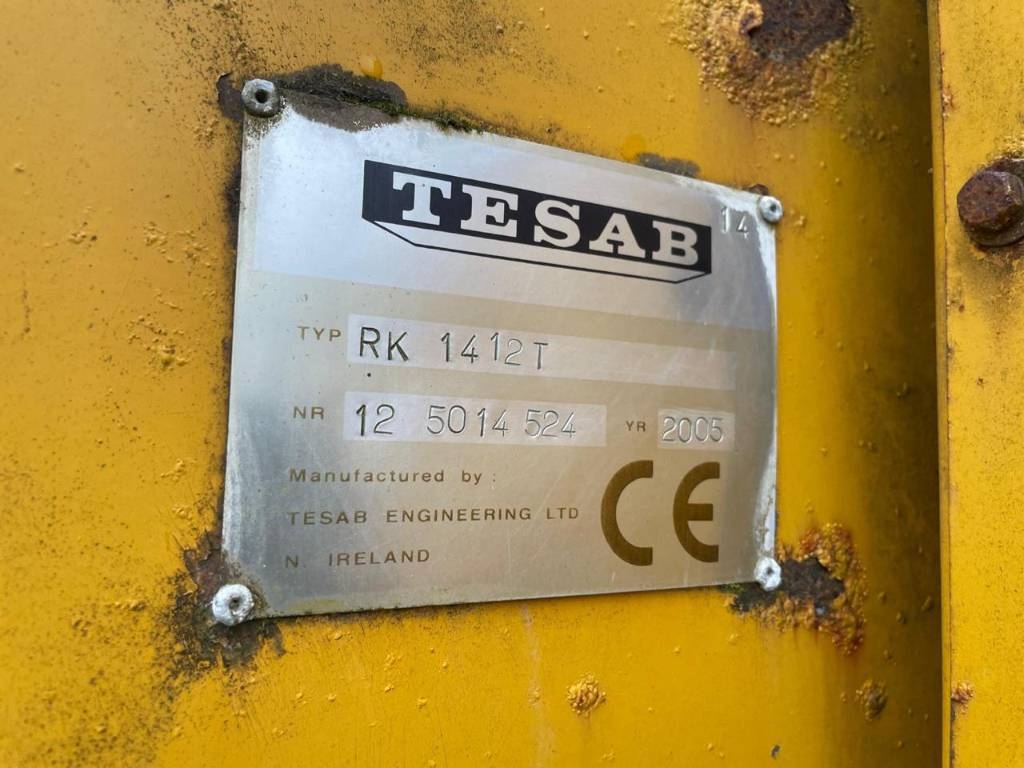 TESAB
14
TYP RK 1412T
NR 12 5014 524 YR 2005
Manufactured by :
TESAB ENGINEERING LTD
N. IRELAND
CE